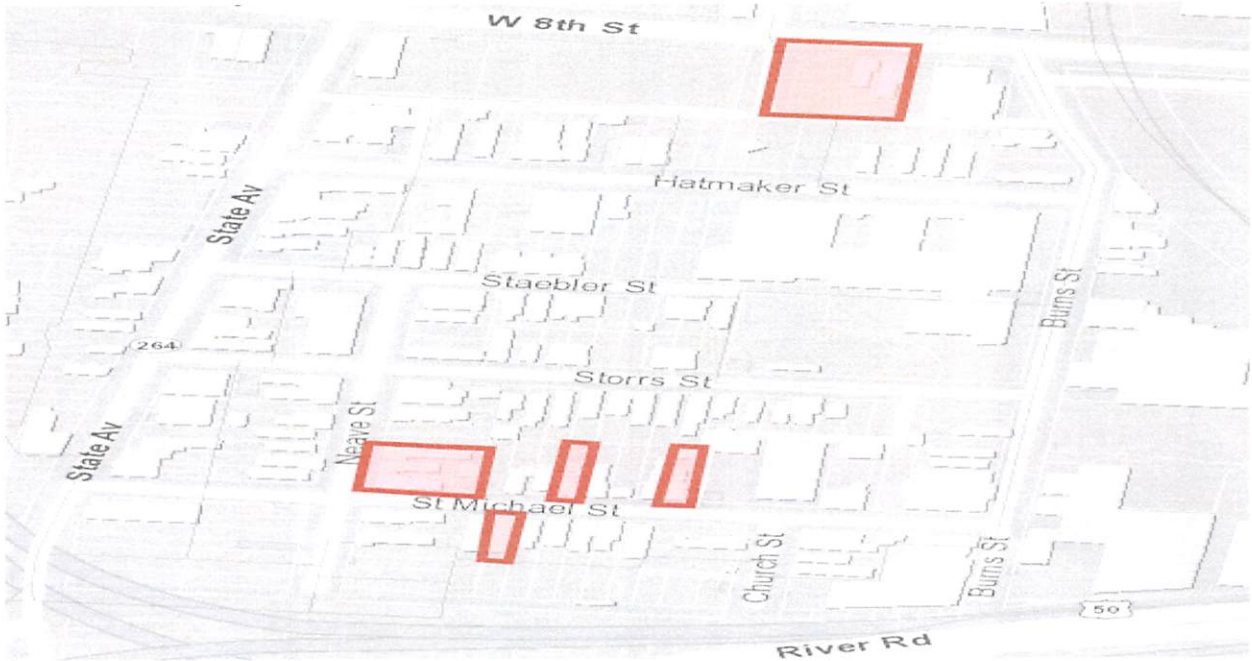 W 8th St
Hatmaker St
State Av
Staebler St
Burns St
264
Storrs St
Neave St
State Av
St Michael St
Church St
Burns St
50
River Rd